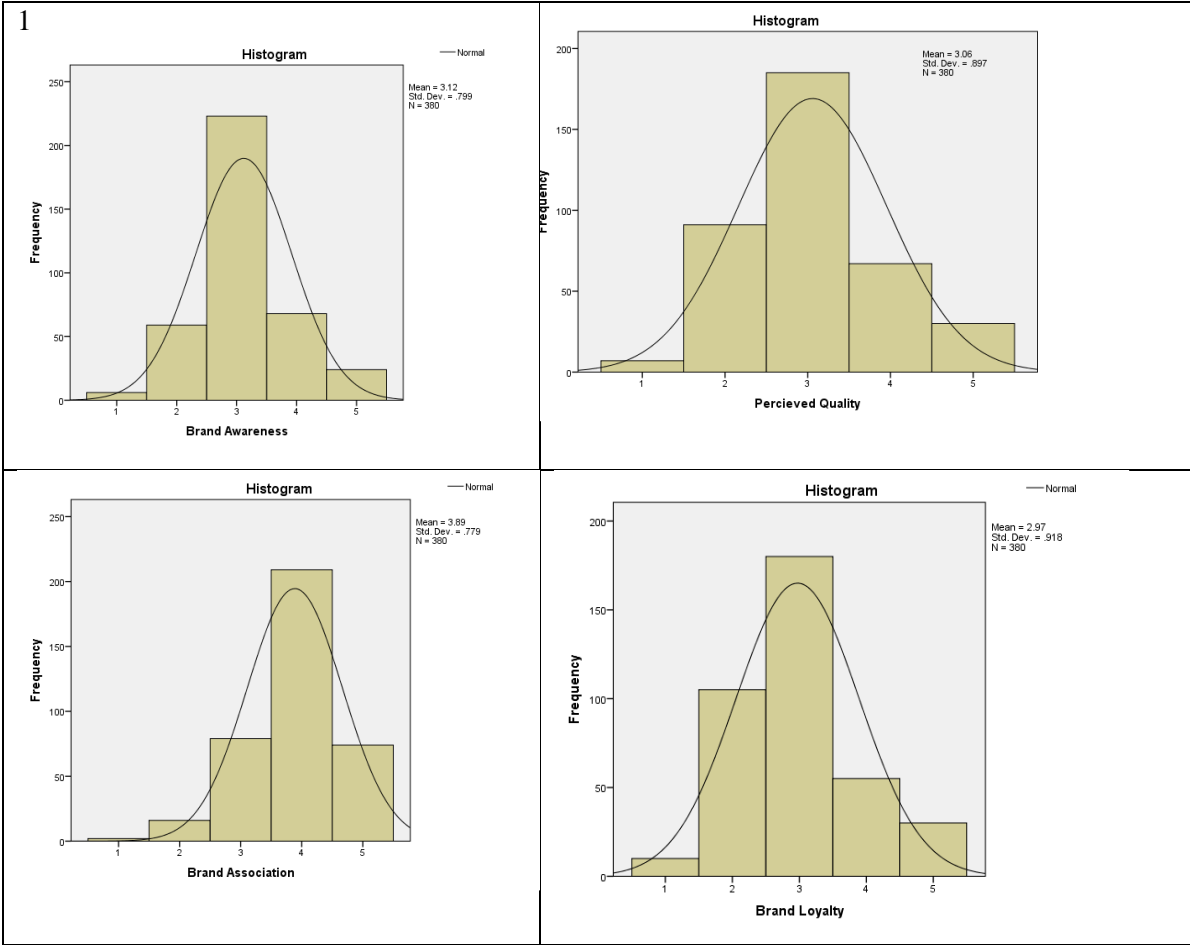 1
Histogram
Normal
Mean = 3.12
Std. Dev. = .799
N = 380
250
200
150
100
50
0
Frequency
1 2 3 4 5
Brand Awareness
Histogram
Mean = 3.06
Std. Dev. = .897
N = 380
200
150
100
50
0
Frequency
1 2 3 4 5
Percieved Quality
Histogram
Normal
Mean = 3.89
Std. Dev. = .779
N = 380
250
200
150
100
50
0
Frequency
1 2 3 4 5
Brand Association
Histogram
Normal
Mean = 2.97
Std. Dev. = .918
N = 380
200
150
100
50
0
Frequency
1 2 3 4 5
Brand Loyalty